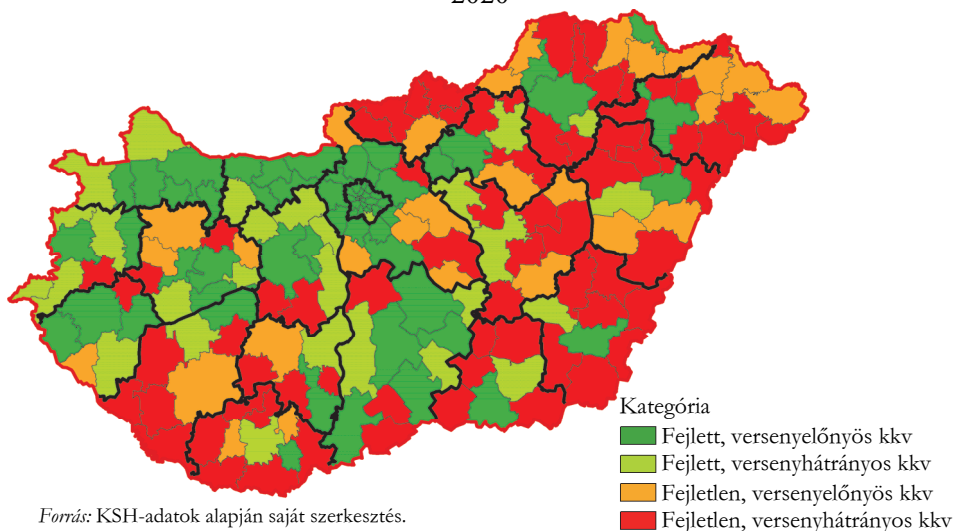 2020
Kategória
Fejlett, versenyelőnyös kkv
Fejlett, versenyhátrányos kkv
Fejletlen, versenyelőnyös kkv
Fejletlen, versenyhátrányos kkv
Forrás: KSH-adatok alapján saját szerkesztés.